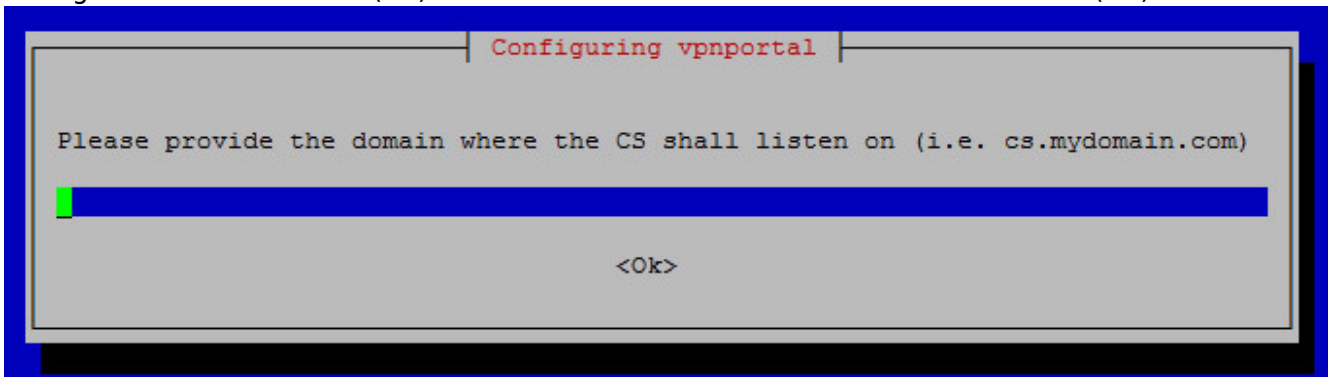 Configuring vpnportal
Please provide the domain where the CS shall listen on (i.e. cs.mydomain.com)
<Ok>